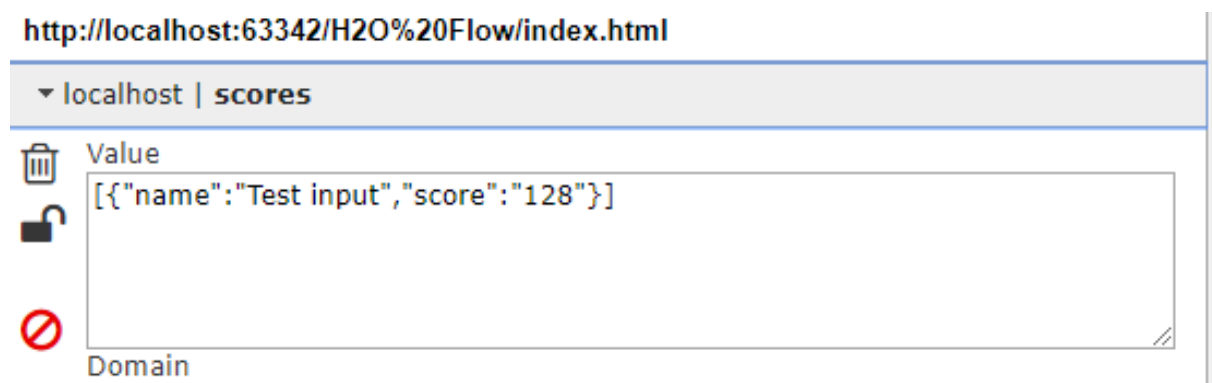 http://localhost:63342/H2O%20Flow/index.html
localhost | scores
Value
[{"name":"Test input","score":"128"}]
Domain